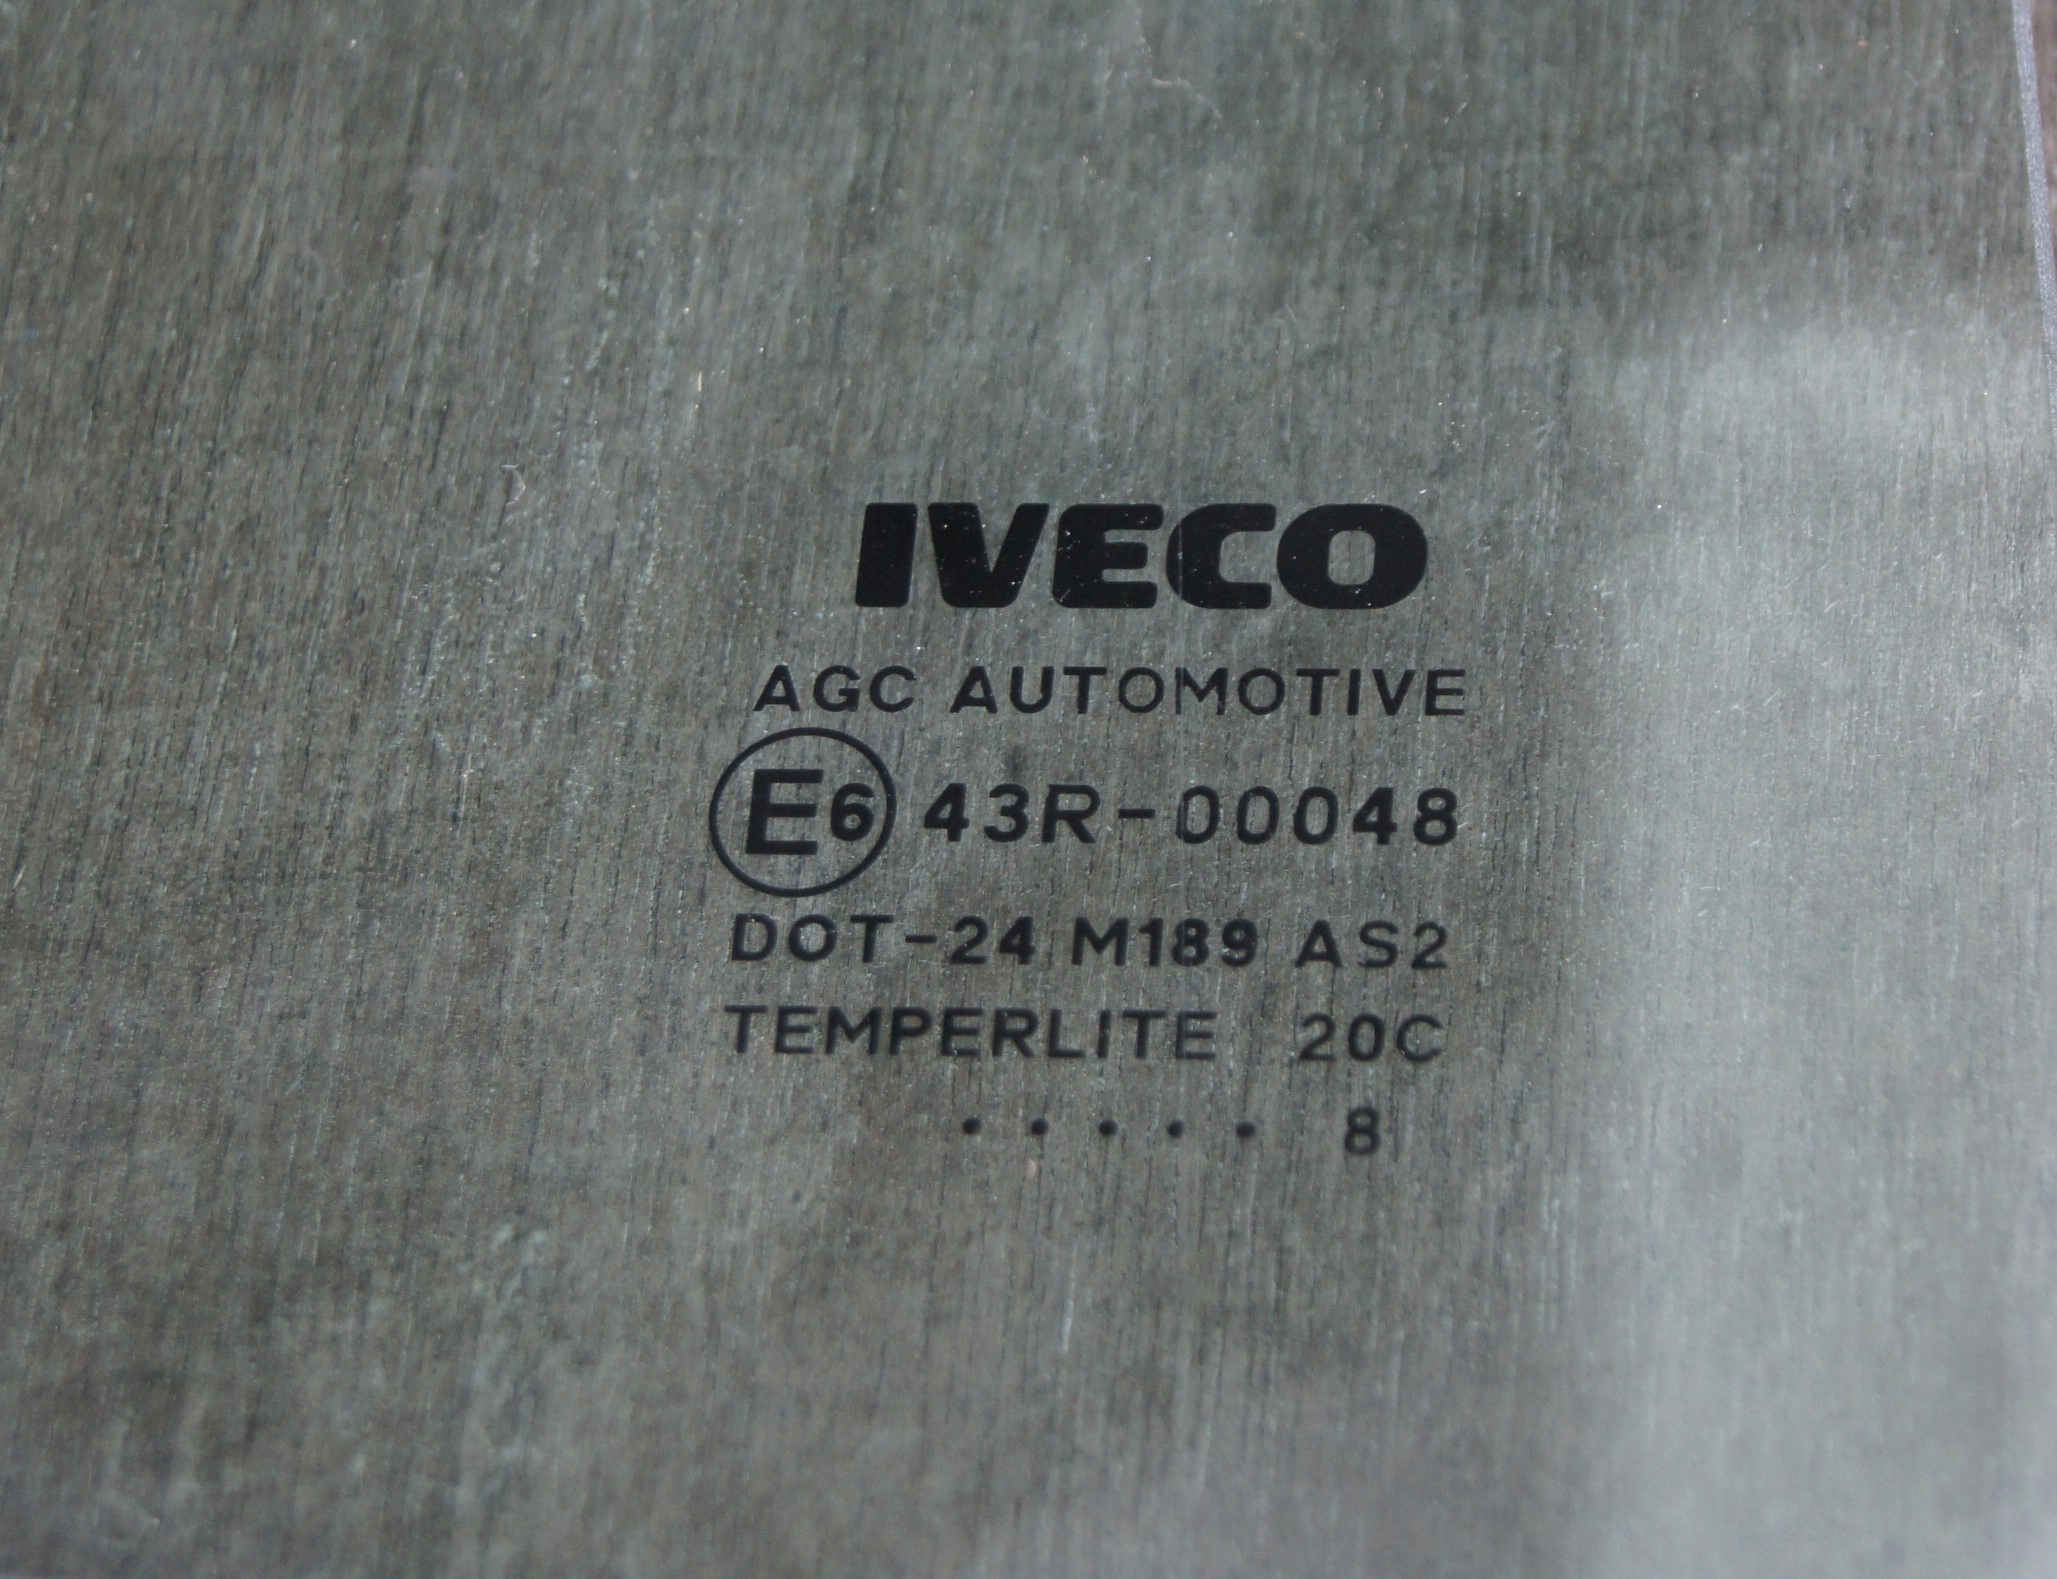 IVECO
AGC AUTOMOTIVE
E6 43R-00048
DOT-24 M189 AS2
TEMPERLITE 20C
. . . . . 8